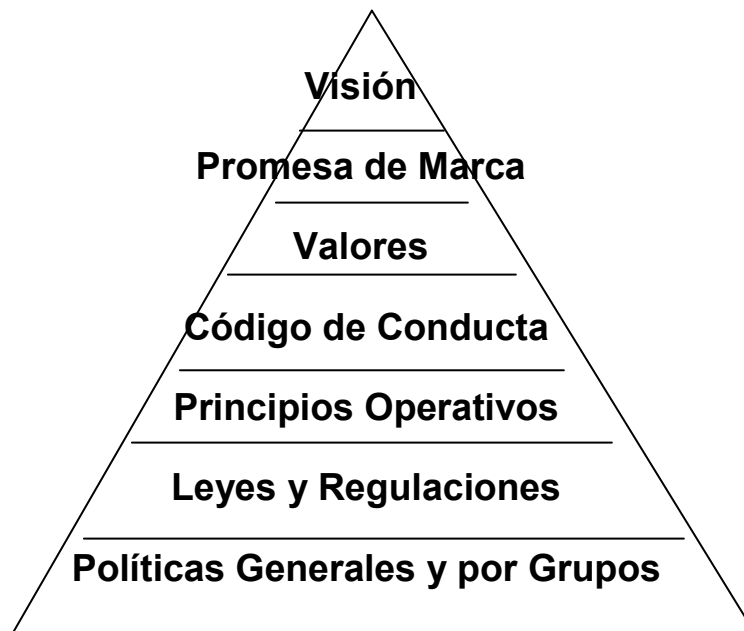 Visión
Promesa de Marca
Valores
Código de Conducta
Principios Operativos
Leyes y Regulaciones
Políticas Generales y por Grupos